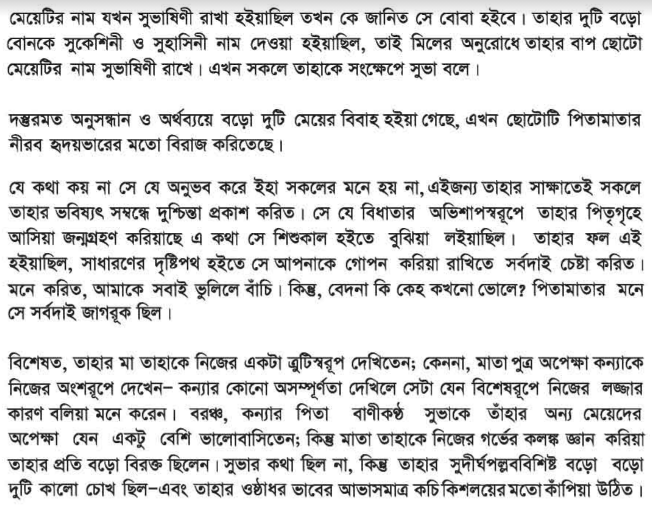 মেয়েটির নাম যখন সুভাষিণী রাখা হইয়াছিল তখন কে জানিত সে বোবা হইবে। তাহার দুটি বড়ো
বোনকে সুকেশিনী ও সুহাসিনী নাম দেওয়া হইয়াছিল, তাই মিলের অনুরোধে তাহার বাপ ছোটো
মেয়েটির নাম সুভাষিণী রাখে। এখন সকলে তাহাকে সংক্ষেপে সুভা বলে।
দস্তুরমত অনুসন্ধান ও অর্থব্যয়ে বড়ো দুটি মেয়ের বিবাহ হইয়া গেছে, এখন ছোটোটি পিতামাতার
নীরব হৃদয়ভারের মতো বিরাজ করিতেছে।
যে কথা কয় না সে যে অনুভব করে ইহা সকলের মনে হয় না, এইজন্য তাহার সাক্ষাতেই সকলে
তাহার ভবিষ্যৎ সম্বন্ধে দুশ্চিন্তা প্রকাশ করিত। সে যে বিধাতার অভিশাপস্বরূপে তাহার পিতৃগৃহে
আসিয়া জন্মগ্রহণ করিয়াছে এ কথা সে শিশুকাল হইতে বুঝিয়া লইয়াছিল। তাহার ফল এই
হইয়াছিল, সাধারণের দৃষ্টিপথ হইতে সে আপনাকে গোপন করিয়া রাখিতে সর্বদাই চেষ্টা করিত।
মনে করিত, আমাকে সবাই ভুলিলে বাঁচি। কিন্তু, বেদনা কি কেহ কখনো ভোলে? পিতামাতার মনে
সে সর্বদাই জাগরূক ছিল।
বিশেষত, তাহার মা তাহাকে নিজের একটা ত্রুটিস্বরূপ দেখিতেন; কেননা, মাতা পুত্র অপেক্ষা কন্যাকে
নিজের অংশরূপে দেখেন– কন্যার কোনো অসম্পূর্ণতা দেখিলে সেটা যেন বিশেষরূপে নিজের লজ্জার
কারণ বলিয়া মনে করেন। বরঞ্চ, কন্যার পিতা বাণীকণ্ঠ সুভাকে তাঁহার অন্য মেয়েদের
অপেক্ষা যেন একটু বেশি ভালোবাসিতেন; কিন্তু মাতা তাহাকে নিজের গর্ভের কলঙ্ক জ্ঞান করিয়া
তাহার প্রতি বড়ো বিরক্ত ছিলেন। সুভার কথা ছিল না, কিন্তু তাহার সুদীর্ঘপল্লববিশিষ্ট বড়ো বড়ো
দুটি কালো চোখ ছিল–এবং তাহার ওষ্ঠাধর ভাবের আভাসমাত্র কচি কিশলয়ের মতো কাঁপিয়া উঠিত।